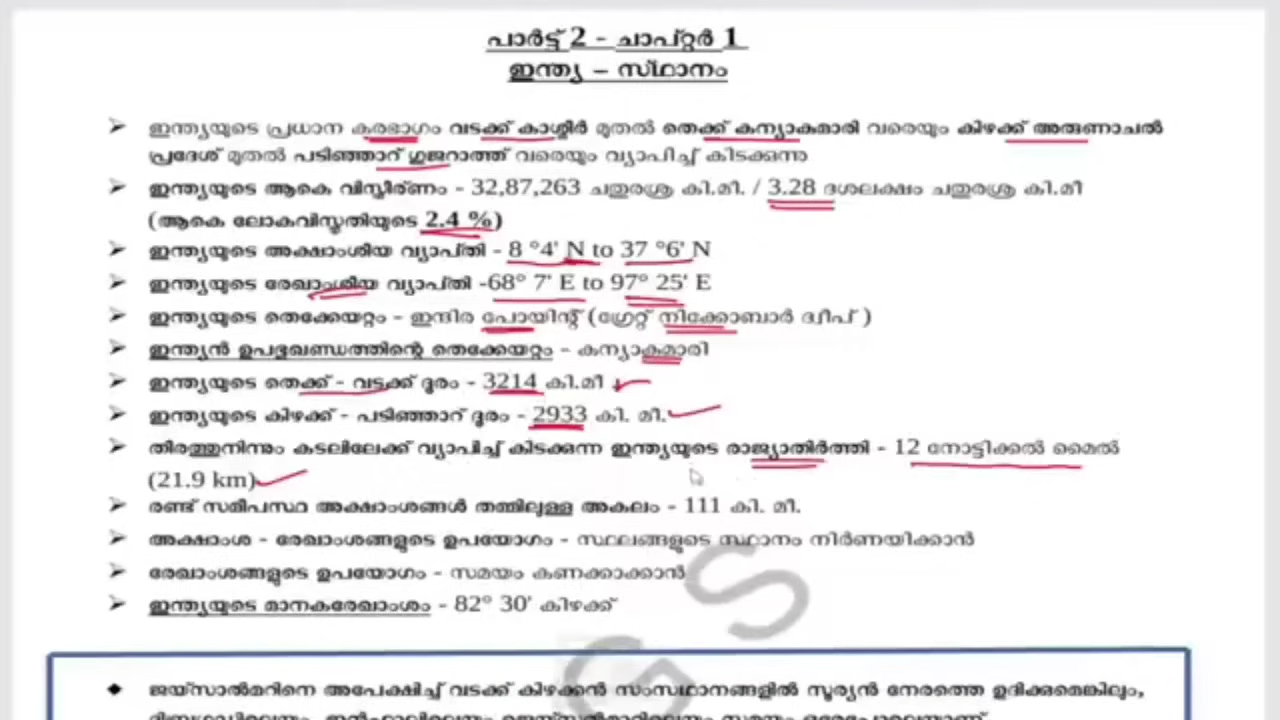 പാർട്ട് 2 - ചാപ്റ്റർ 1
ഇന്ത്യ – സ്ഥാനം
➢ ഇന്ത്യയുടെ പ്രധാന കരഭാഗം വടക്ക് കാശ്മീർ മുതൽ തെക്ക് കന്യാകുമാരി വരെയും കിഴക്ക് അരുണാചൽ
പ്രദേശ് മുതൽ പടിഞ്ഞാറ് ഗുജറാത്ത് വരെയും വ്യാപിച്ച് കിടക്കുന്നു
➢ ഇന്ത്യയുടെ ആകെ വിസ്തീർണം - 32,87,263 ചതുരശ്ര കി.മീ. / 3.28 ദശലക്ഷം ചതുരശ്ര കി.മീ
(ആകെ ലോകവിസ്തൃതിയുടെ 2.4 %)
➢ ഇന്ത്യയുടെ അക്ഷാംശീയ വ്യാപ്തി - 8 °4' N to 37 °6' N
➢ ഇന്ത്യയുടെ രേഖാംശീയ വ്യാപ്തി -68° 7' E to 97° 25' E
➢ ഇന്ത്യയുടെ തെക്കേയറ്റം - ഇന്ദിര പോയിന്റ് (ഗ്രേറ്റ് നിക്കോബാർ ദ്വീപ് )
➢ ഇന്ത്യൻ ഉപഭൂഖണ്ഡത്തിന്റെ തെക്കേയറ്റം - കന്യാകുമാരി
➢ ഇന്ത്യയുടെ തെക്ക് - വടക്ക് ദൂരം - 3214 കി.മീ
➢ ഇന്ത്യയുടെ കിഴക്ക് - പടിഞ്ഞാറ് ദൂരം - 2933 കി. മീ.
➢ തീരത്തുനിന്നും കടലിലേക്ക് വ്യാപിച്ച് കിടക്കുന്ന ഇന്ത്യയുടെ രാജ്യാതിർത്തി - 12 നോട്ടിക്കൽ മൈൽ
(21.9 km)
➢ രണ്ട് സമീപസ്ഥ അക്ഷാംശങ്ങൾ തമ്മിലുള്ള അകലം - 111 കി. മീ.
➢ അക്ഷാംശ - രേഖാംശങ്ങളുടെ ഉപയോഗം - സ്ഥലങ്ങളുടെ സ്ഥാനം നിർണയിക്കാൻ
➢ രേഖാംശങ്ങളുടെ ഉപയോഗം - സമയം കണക്കാക്കാൻ
➢ ഇന്ത്യയുടെ മാനകരേഖാംശം - 82° 30' കിഴക്ക്
G S
◆ ജയ്സാൽമറിനെ അപേക്ഷിച്ച് വടക്ക് കിഴക്കൻ സംസ്ഥാനങ്ങളിൽ സൂര്യൻ നേരത്തെ ഉദിക്കുമെങ്കിലും,